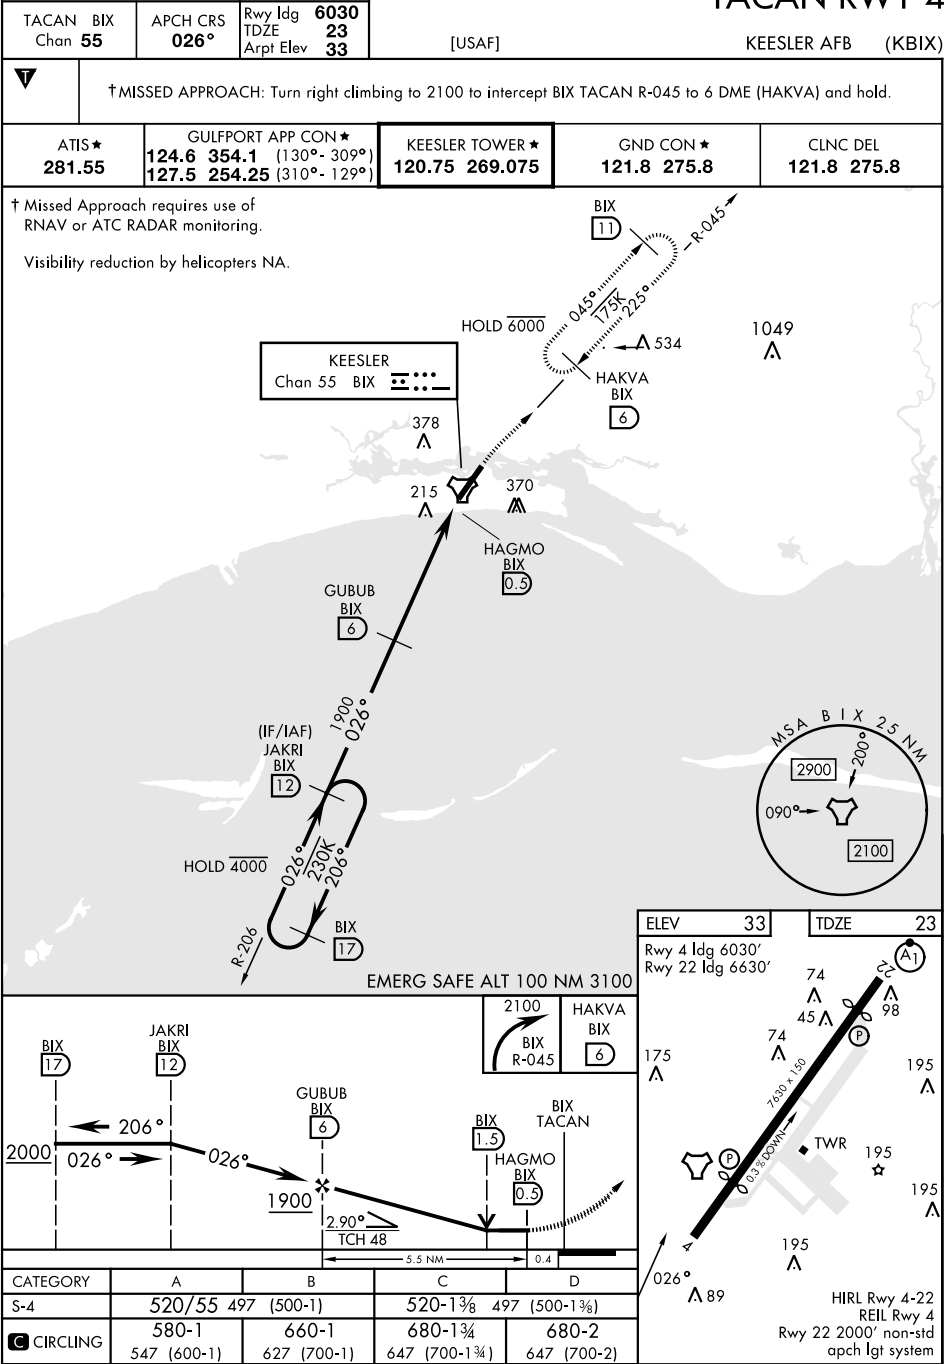 TACAN RWY 4
TACAN BIX
Chan 55
APCH CRS
026°
Rwy ldg 6030
TDZE 23
Arpt Elev 33
[USAF]
KEESLER AFB (KBIX)
T
†MISSED APPROACH: Turn right climbing to 2100 to intercept BIX TACAN R-045 to 6 DME (HAKVA) and hold.
ATIS★
281.55
GULFPORT APP CON★
124.6 354.1 (130°- 309°)
127.5 254.25 (310°- 129°)
KEESLER TOWER★
120.75 269.075
GND CON★
121.8 275.8
CLNC DEL
121.8 275.8
† Missed Approach requires use of
RNAV or ATC RADAR monitoring.
Visibility reduction by helicopters NA.
BIX
11
R-045
045°
175K
225°
HOLD 6000
534
1049
HAKVA
BIX
6
KEESLER
Chan 55 BIX
378
215
370
HAGMO
BIX
0.5
GUBUB
BIX
6
1900
026°
(IF/IAF)
JAKRI
BIX
12
HOLD 4000
026°
230K
206°
BIX
17
R-206
MSA BIX 25 NM
200°
2900
090°
2100
EMERG SAFE ALT 100 NM 3100
ELEV 33
TDZE 23
Rwy 4 ldg 6030'
Rwy 22 ldg 6630'
A1
22
74
98
45
P
74
175
195
7630 x 150
0.3% DOWN
TWR
195
P
195
4
195
026°
89
HIRL Rwy 4-22
REIL Rwy 4
Rwy 22 2000' non-std
apch lgt system
2100
BIX
R-045
HAKVA
BIX
6
BIX
17
JAKRI
BIX
12
GUBUB
BIX
6
BIX
1.5
BIX
TACAN
HAGMO
BIX
0.5
206°
2000
026°
026°
1900
2.90°
TCH 48
5.5 NM
0.4
CATEGORY A B C D
S-4 520/55 497 (500-1) 520-1⅜ 497 (500-1⅜)
C CIRCLING 580-1 660-1 680-1¾ 680-2
547 (600-1) 627 (700-1) 647 (700-1¾) 647 (700-2)